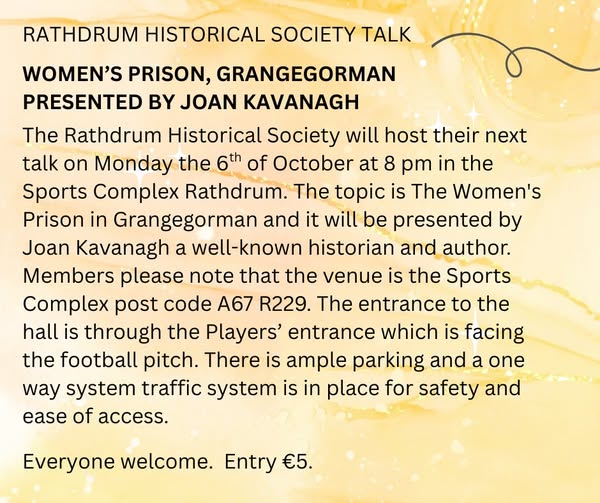 RATHDRUM HISTORICAL SOCIETY TALK
WOMEN’S PRISON, GRANGEGORMAN
PRESENTED BY JOAN KAVANAGH
The Rathdrum Historical Society will host their next
talk on Monday the 6th of October at 8 pm in the
Sports Complex Rathdrum. The topic is The Women's
Prison in Grangegorman and it will be presented by
Joan Kavanagh a well-known historian and author.
Members please note that the venue is the Sports
Complex post code A67 R229. The entrance to the
hall is through the Players’ entrance which is facing
the football pitch. There is ample parking and a one
way system traffic system is in place for safety and
ease of access.
Everyone welcome.  Entry €5.